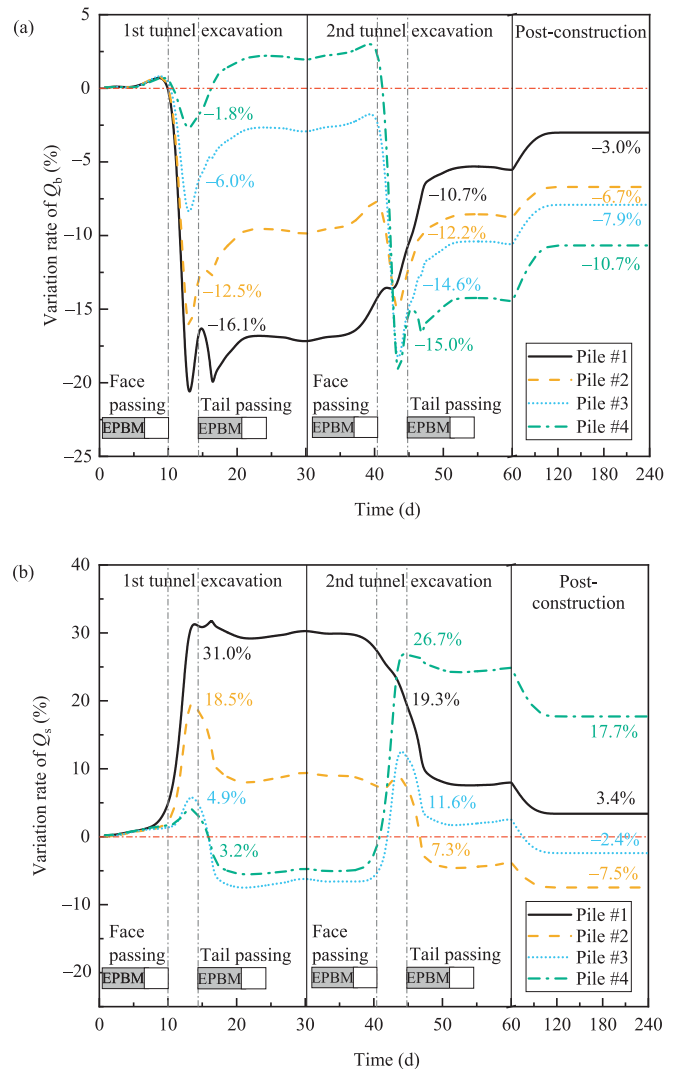 (a)
1st tunnel excavation
2nd tunnel excavation
Post-construction
5
0
−5
−10
−15
−20
−25
Variation rate of Qb (%)
−1.8%
−6.0%
−12.5%
−16.1%
−10.7%
−12.2%
−14.6%
−15.0%
−3.0%
−6.7%
−7.9%
−10.7%
Face passing
EPBM
Tail passing
EPBM
Face passing
EPBM
Tail passing
EPBM
Pile #1
Pile #2
Pile #3
Pile #4
0 10 20 30 40 50 60 120 180 240
Time (d)
(b)
1st tunnel excavation
2nd tunnel excavation
Post-
construction
40
30
20
10
0
−10
−20
Variation rate of Qs (%)
31.0%
18.5%
4.9%
3.2%
26.7%
19.3%
11.6%
7.3%
17.7%
3.4%
−2.4%
−7.5%
Face
passing
EPBM
Tail passing
EPBM
Face
passing
EPBM
Tail passing
EPBM
Pile #1
Pile #2
Pile #3
Pile #4
0 10 20 30 40 50 60 120 180 240
Time (d)